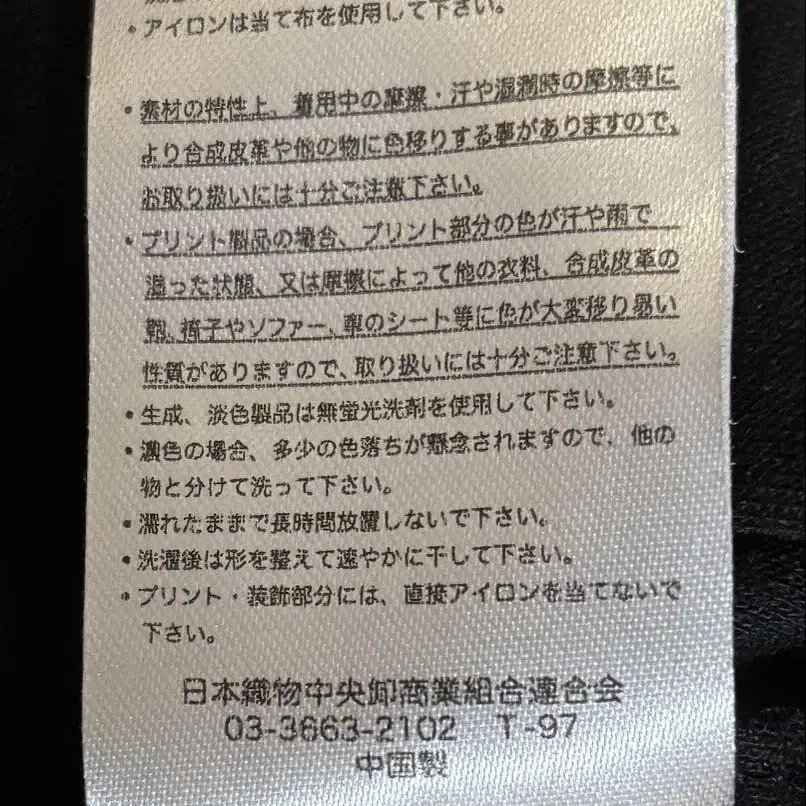 ・アイロンは当て布を使用して下さい。
・素材の特性上、着用中の摩擦・汗や湿潤時の摩擦等に
より合成皮革や他の物に色移りする事がありますので、
お取り扱いには十分ご注意下さい。
・プリント製品の場合、プリント部分の色が汗や雨で
湿った状態、又は摩擦によって他の衣料、合成皮革の
鞄、椅子やソファー、車のシート等に色が大変移り易い
性質がありますので、取り扱いには十分ご注意下さい。
・生成、淡色製品は無蛍光洗剤を使用して下さい。
・濃色の場合、多少の色落ちが懸念されますので、他の
物と分けて洗って下さい。
・濡れたままで長時間放置しないで下さい。
・洗濯後は形を整えて速やかに干して下さい。
・プリント・装飾部分には、直接アイロンを当てないで
下さい。
日本織物中央卸商業組合連合会
03-3663-2102 T-97
中国製